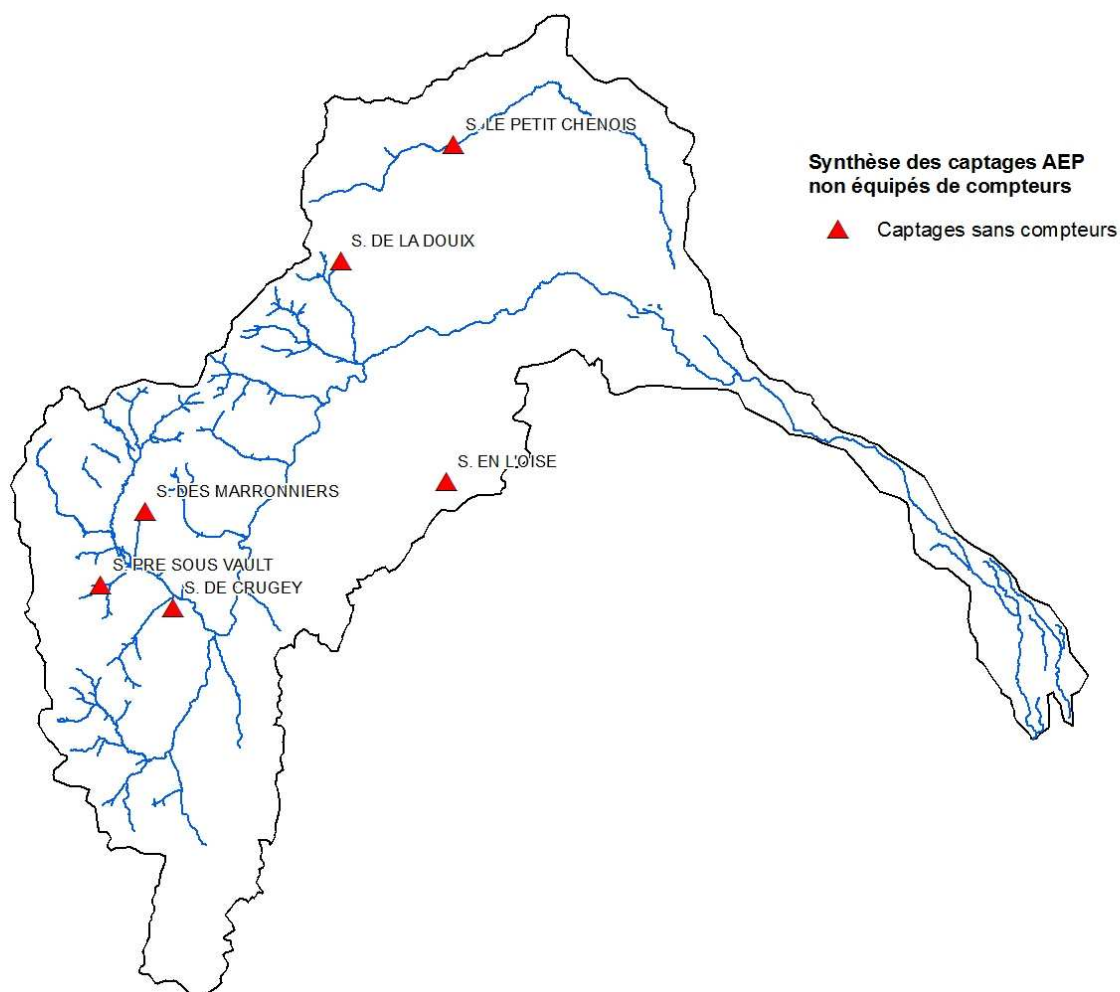 S. LE PETIT CHENOIS
Synthèse des captages AEP
non équipés de compteurs
Captages sans compteurs
S. DE LA DOUIX
S. EN L'OISE
S. DES MARRONNIERS
S. PRE SOUS VAULT
S. DE CRUGEY